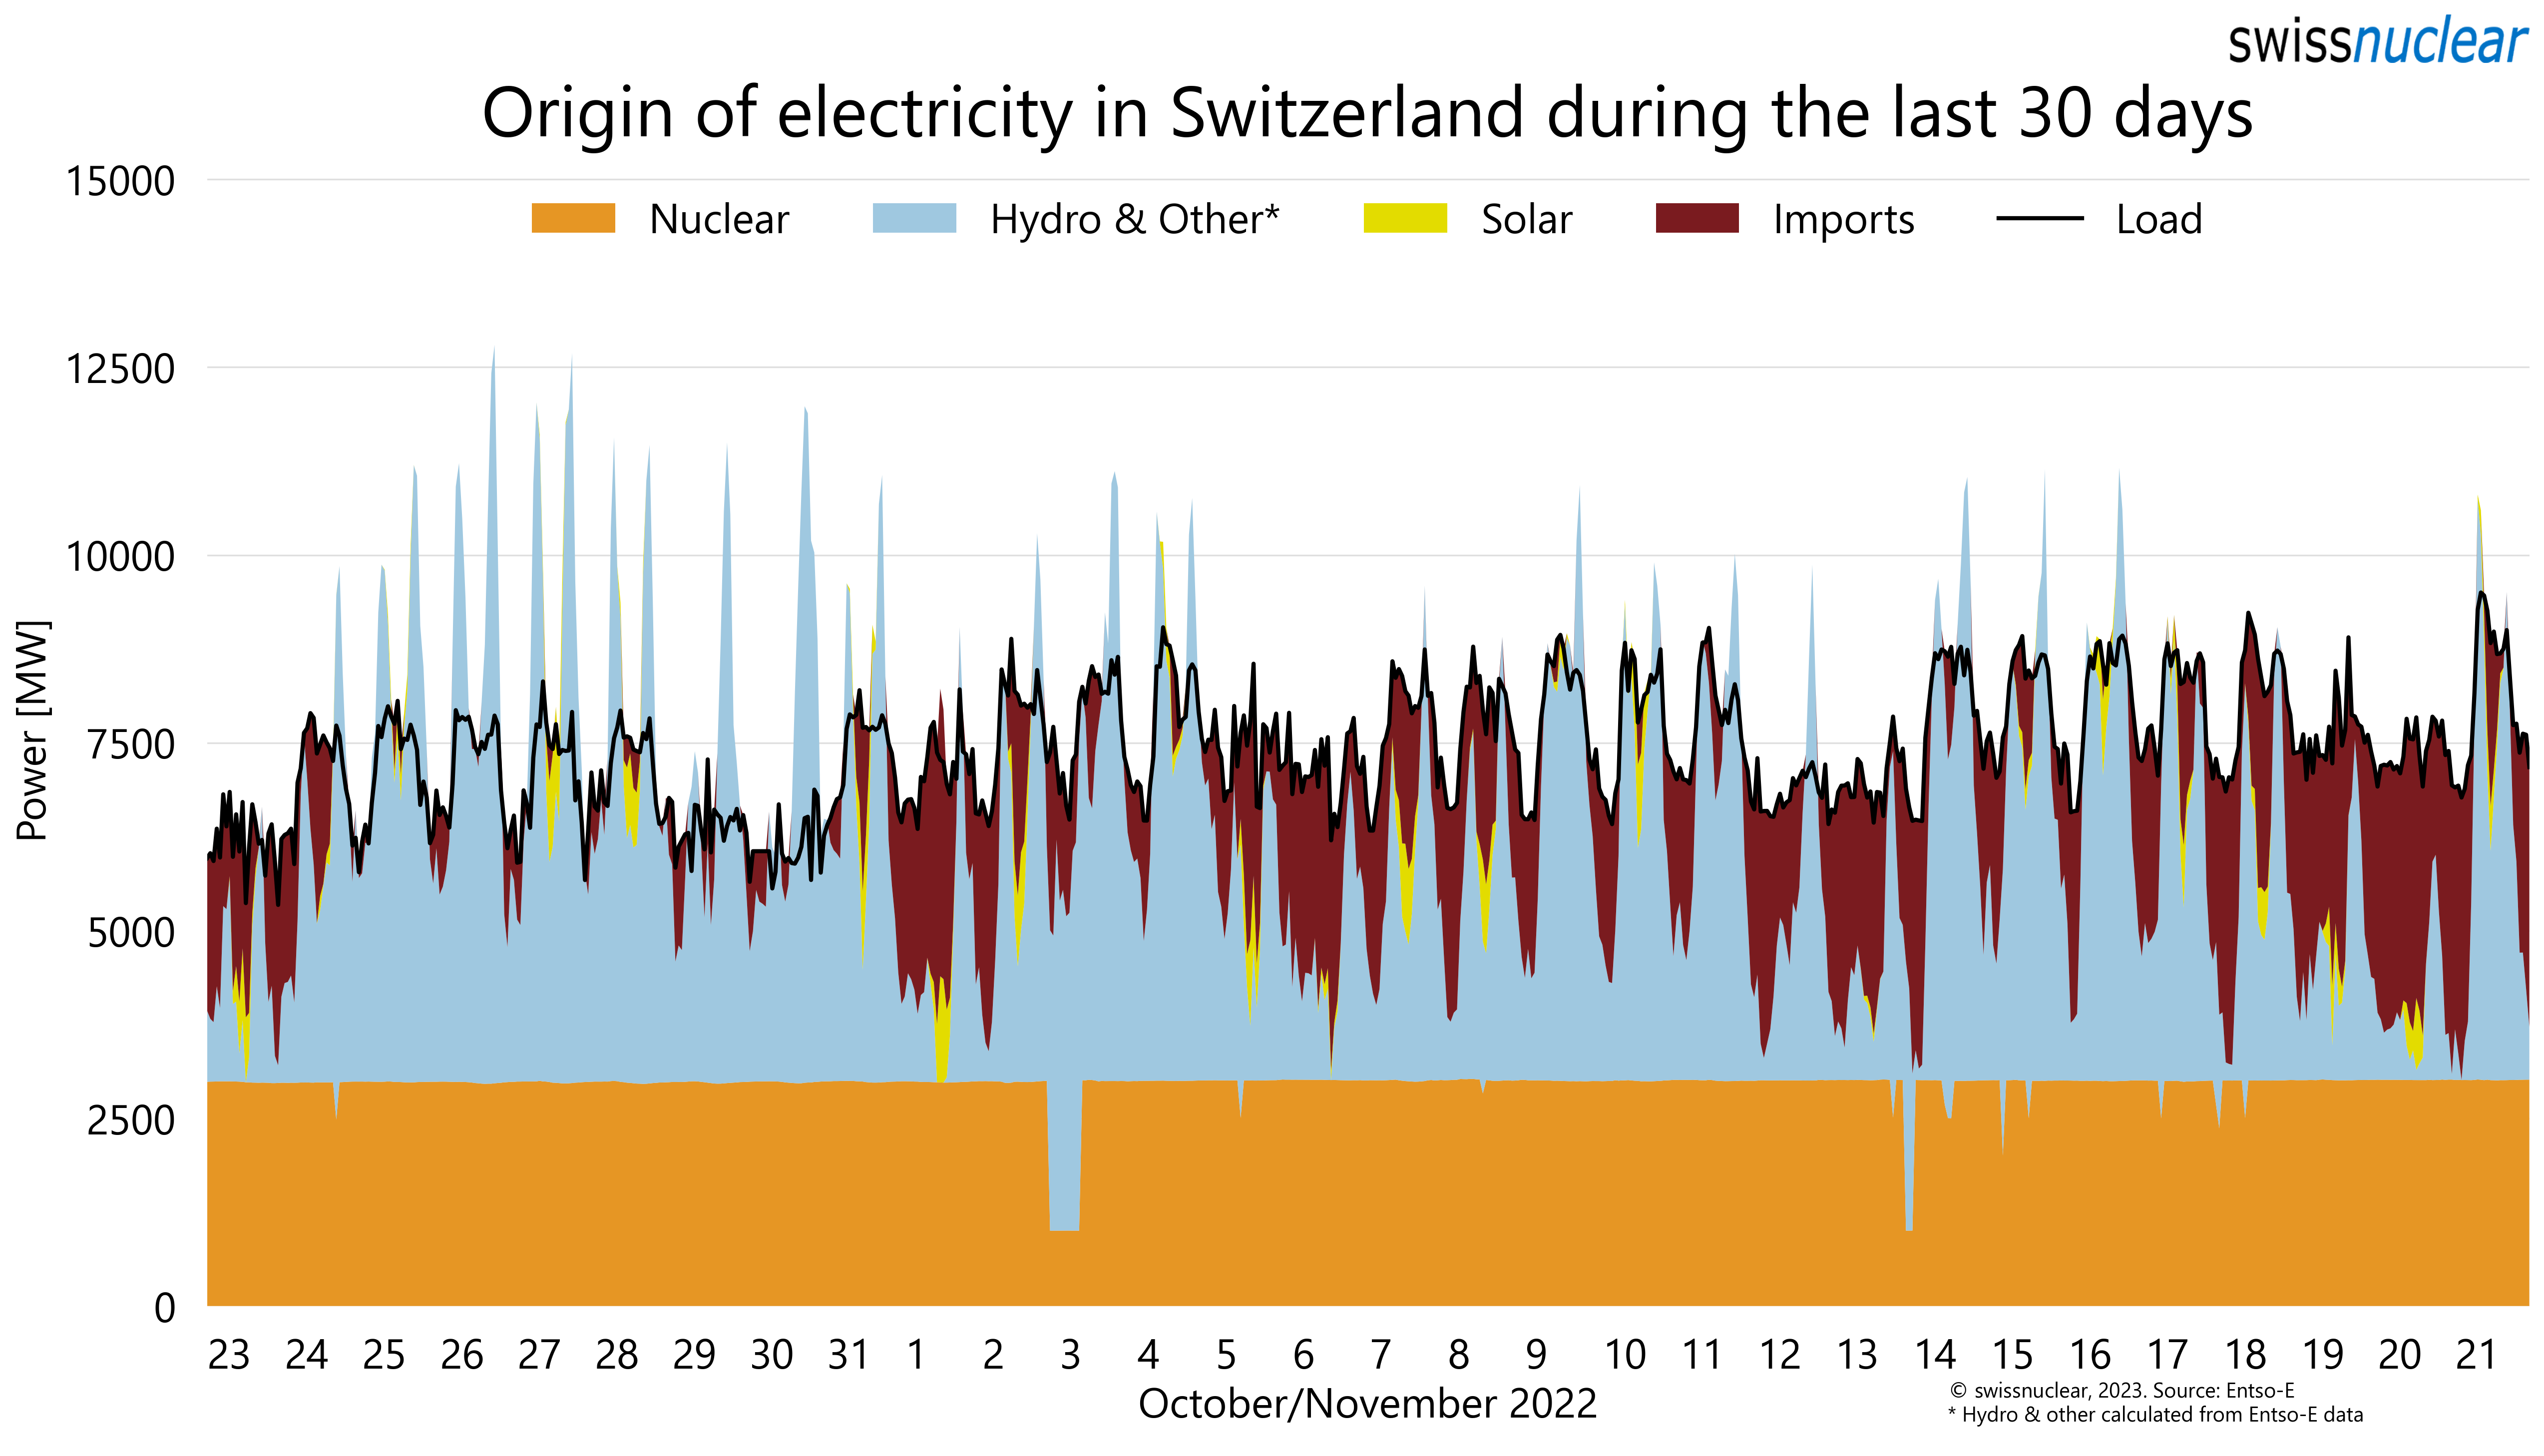 swissnuclear
Origin of electricity in Switzerland during the last 30 days
15000
Nuclear Hydro & Other* Solar Imports Load
12500
10000
7500
5000
2500
0
Power [MW]
23 24 25 26 27 28 29 30 31 1 2 3 4 5 6 7 8 9 10 11 12 13 14 15 16 17 18 19 20 21
October/November 2022
© swissnuclear, 2023. Source: Entso-E
* Hydro & other calculated from Entso-E data